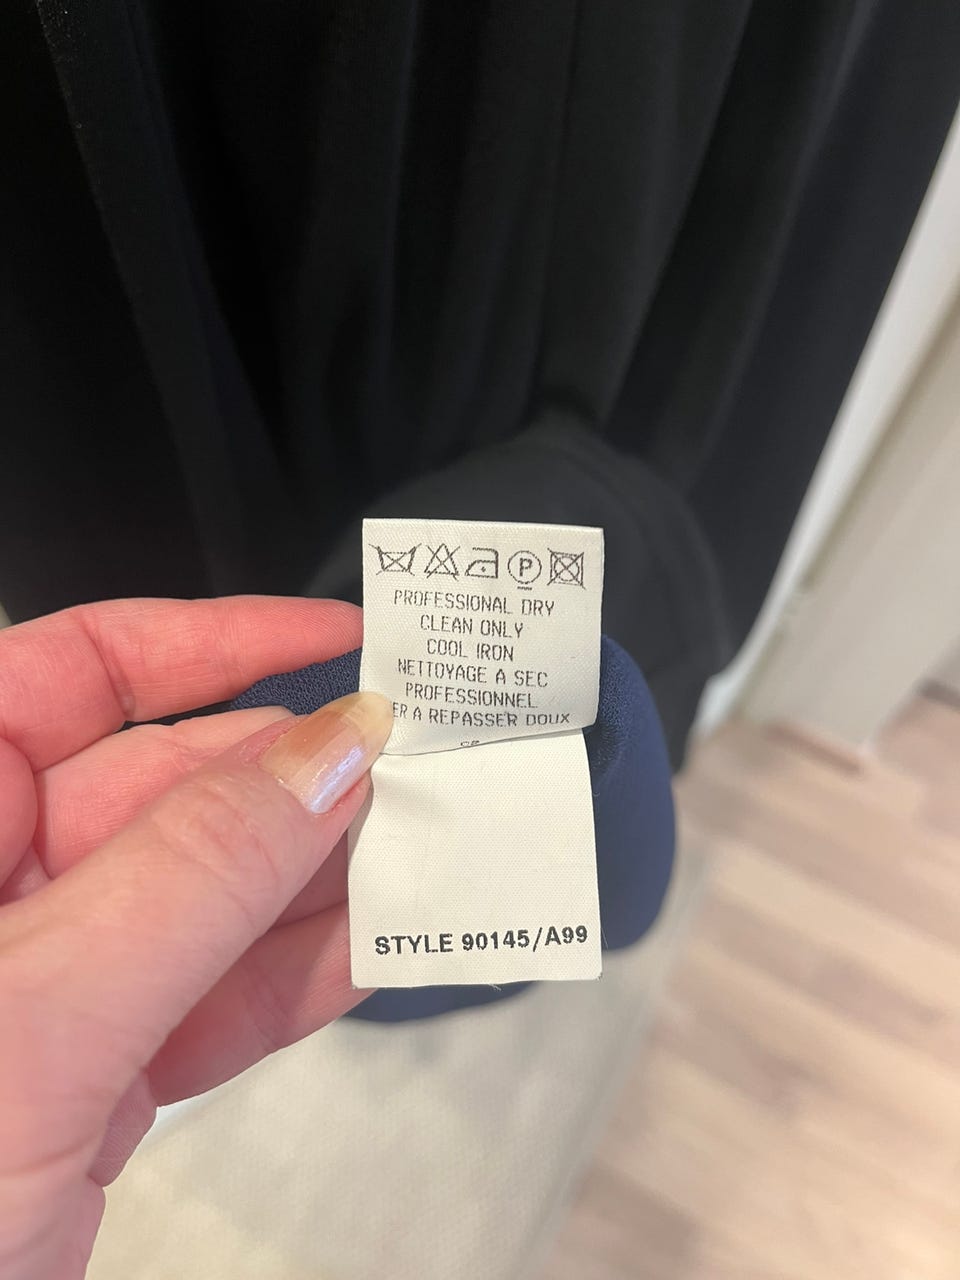 P
PROFESSIONAL DRY
CLEAN ONLY
COOL IRON
NETTOYAGE A SEC
PROFESSIONNEL
A REPASSER DOUX
STYLE 90145/A99